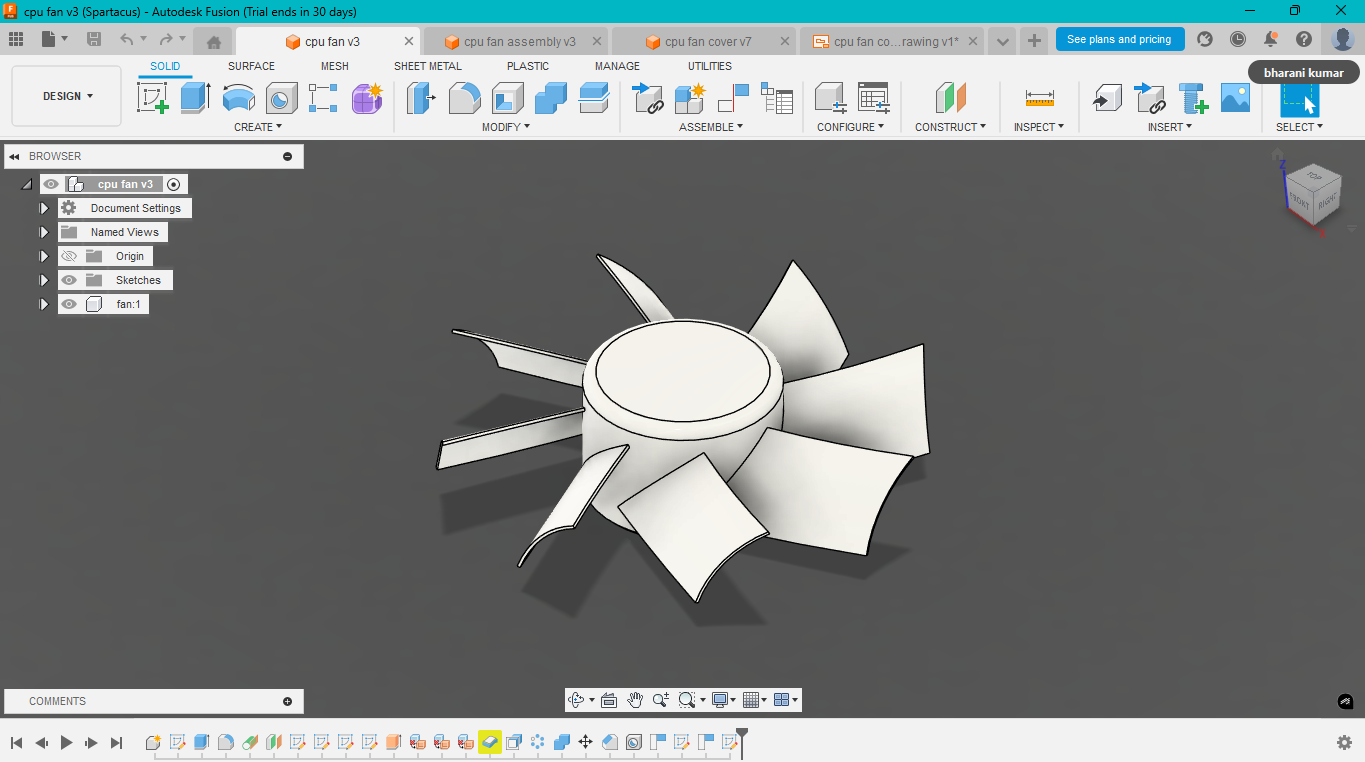 cpu fan v3 (Spartacus) - Autodesk Fusion (Trial ends in 30 days)
cpu fan v3
cpu fan assembly v3
cpu fan cover v7
cpu fan co...rawing v1*
See plans and pricing
SOLID
SURFACE
MESH
SHEET METAL
PLASTIC
MANAGE
UTILITIES
bharani kumar
DESIGN
CREATE
MODIFY
ASSEMBLE
CONFIGURE
CONSTRUCT
INSPECT
INSERT
SELECT
BROWSER
cpu fan v3
Document Settings
Named Views
Origin
Sketches
fan:1
Z
TOP
FRONT
RIGHT
X
COMMENTS